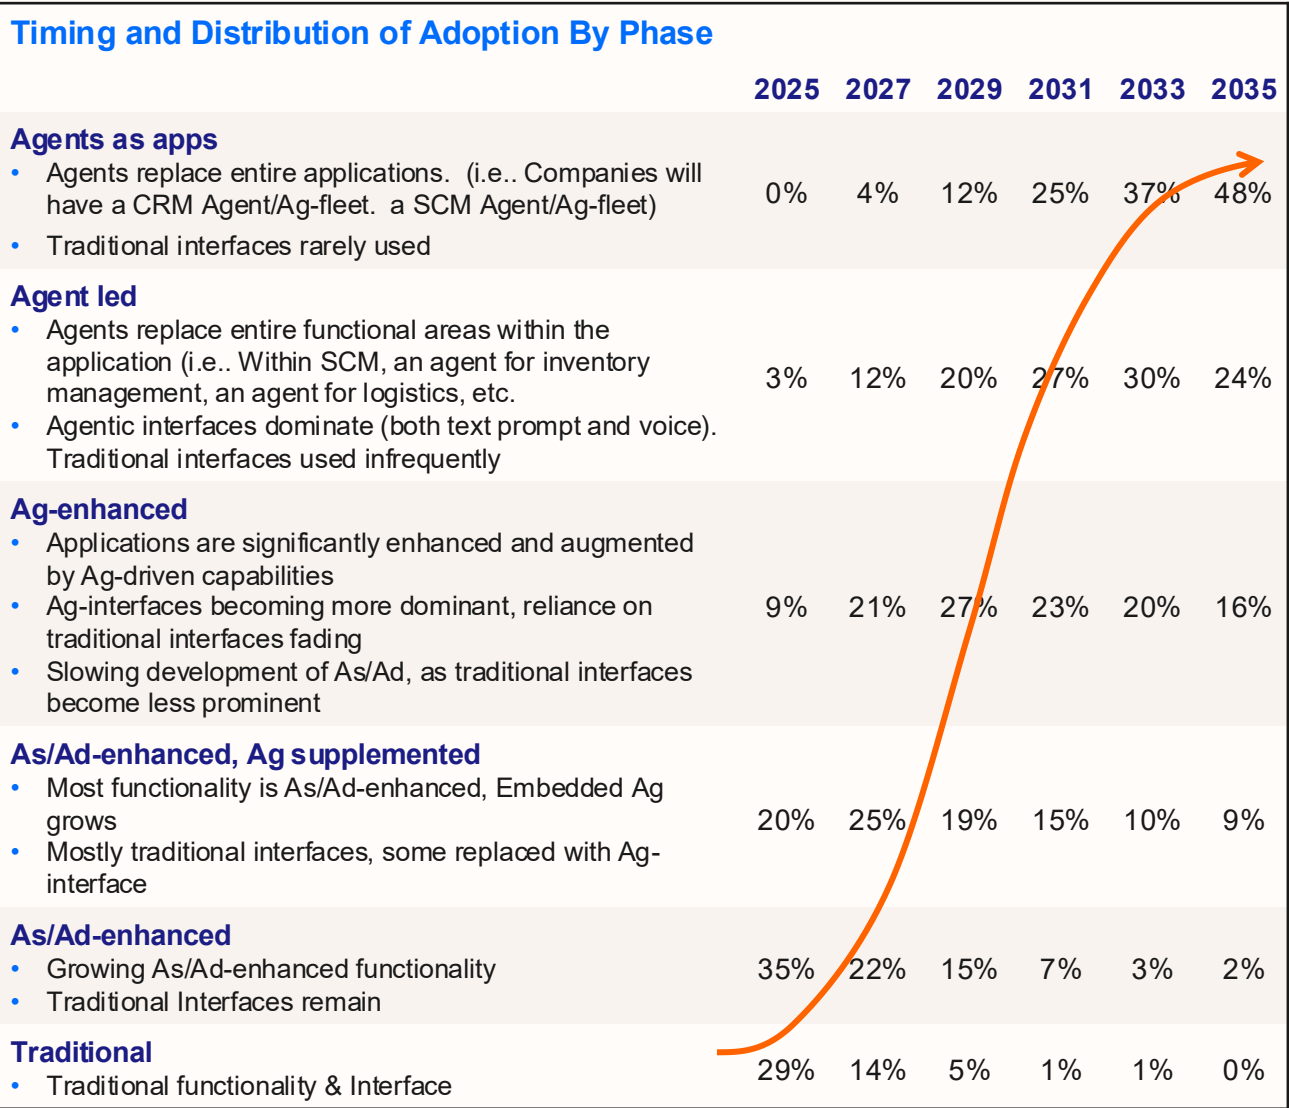 Timing and Distribution of Adoption By Phase
2025 2027 2029 2031 2033 2035
Agents as apps
• Agents replace entire applications. (i.e.. Companies will
have a CRM Agent/Ag-fleet. a SCM Agent/Ag-fleet)
0% 4% 12% 25% 37% 48%
• Traditional interfaces rarely used
Agent led
• Agents replace entire functional areas within the
application (i.e.. Within SCM, an agent for inventory
management, an agent for logistics, etc.
3% 12% 20% 27% 30% 24%
• Agentic interfaces dominate (both text prompt and voice).
Traditional interfaces used infrequently
Ag-enhanced
• Applications are significantly enhanced and augmented
by Ag-driven capabilities
• Ag-interfaces becoming more dominant, reliance on
traditional interfaces fading
9% 21% 27% 23% 20% 16%
• Slowing development of As/Ad, as traditional interfaces
become less prominent
As/Ad-enhanced, Ag supplemented
• Most functionality is As/Ad-enhanced, Embedded Ag
grows
20% 25% 19% 15% 10% 9%
• Mostly traditional interfaces, some replaced with Ag-
interface
As/Ad-enhanced
• Growing As/Ad-enhanced functionality
35% 22% 15% 7% 3% 2%
• Traditional Interfaces remain
Traditional
29% 14% 5% 1% 1% 0%
• Traditional functionality & Interface